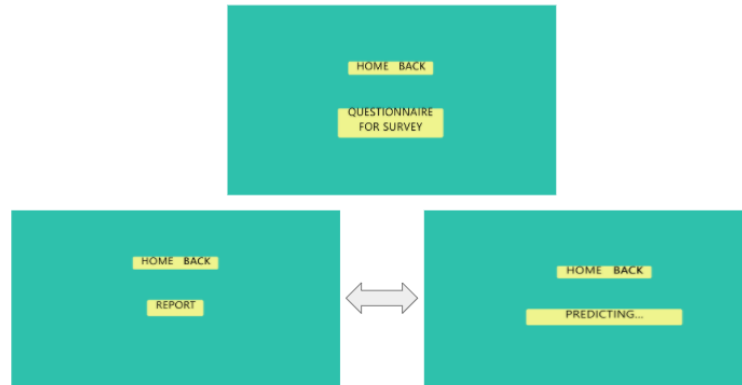 HOME BACK
QUESTIONNAIRE
FOR SURVEY
HOME BACK
REPORT
HOME BACK
PREDICTING...